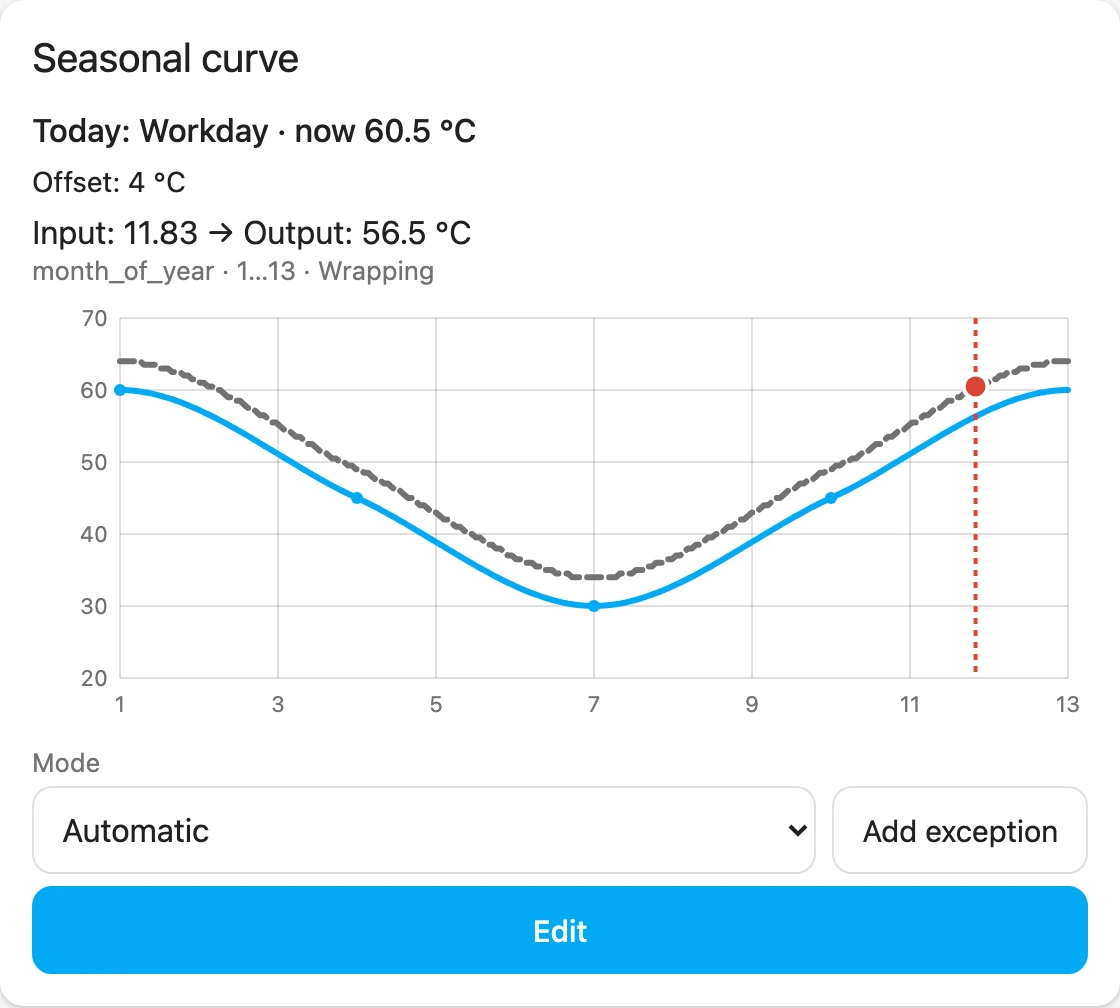 Seasonal curve
Today: Workday · now 60.5 °C
Offset: 4 °C
Input: 11.83 → Output: 56.5 °C
month_of_year · 1...13 · Wrapping
70
60
50
40
30
20
1 3 5 7 9 11 13
Mode
Automatic
Add exception
Edit